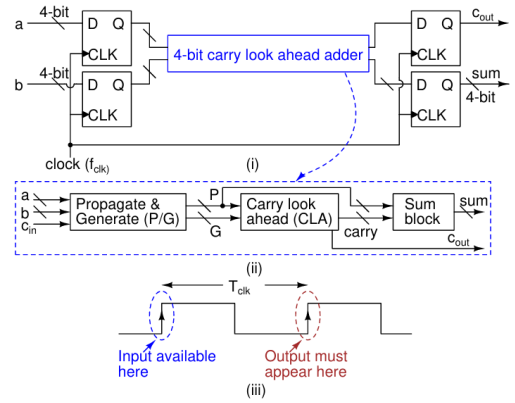 a 4-bit D Q CLK
b 4-bit D Q CLK
4-bit carry look ahead adder
D Q CLK c_out
D Q CLK sum 4-bit
clock (f_clk)
(i)
a
b
c_in
Propagate &
Generate (P/G)
P
G
Carry look
ahead (CLA)
carry
Sum
block
sum
c_out
(ii)
T_clk
Input available
here
Output must
appear here
(iii)